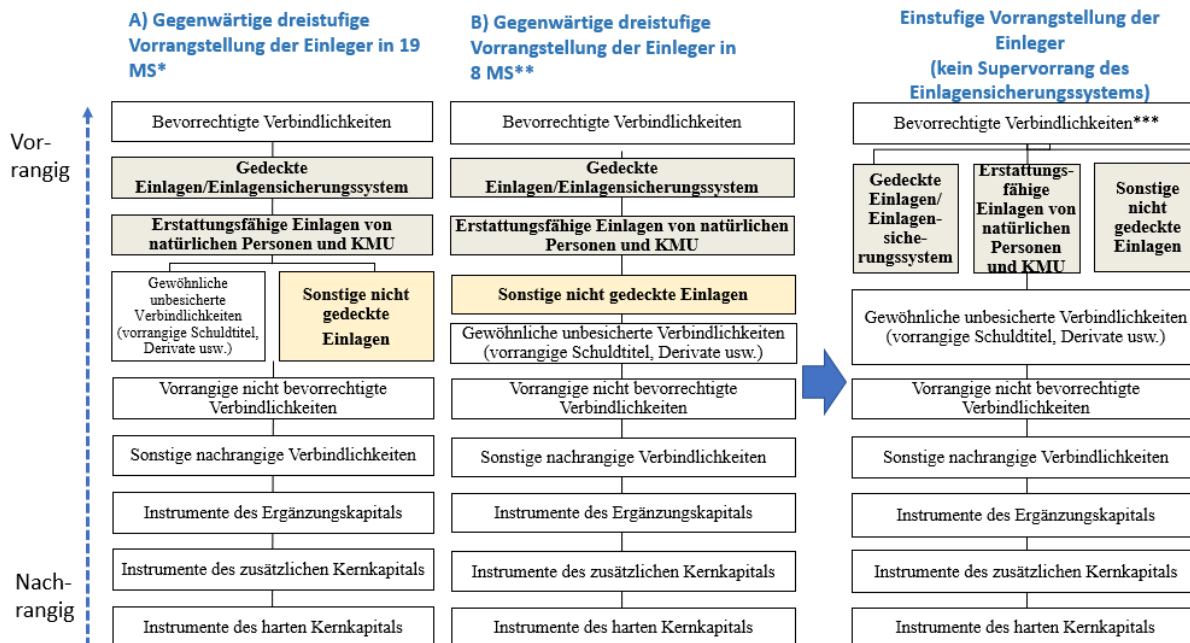 A) Gegenwärtige dreistufige
Vorrangstellung der Einleger in 19
MS*
B) Gegenwärtige dreistufige
Vorrangstellung der Einleger in
8 MS**
Einstufige Vorrangstellung der
Einleger
(kein Supervorrang des
Einlagensicherungssystems)
Vor-
rangig
Nach-
rangig
Bevorrechtigte Verbindlichkeiten
Gedeckte
Einlagen/Einlagensicherungssystem
Erstattungsfähige Einlagen von
natürlichen Personen und KMU
Gewöhnliche
unbesicherte
Verbindlichkeiten
(vorrangige Schuldtitel,
Derivate usw.)
Sonstige nicht
gedeckte
Einlagen
Vorrangige nicht bevorrechtigte
Verbindlichkeiten
Sonstige nachrangige Verbindlichkeiten
Instrumente des Ergänzungskapitals
Instrumente des zusätzlichen Kernkapitals
Instrumente des harten Kernkapitals
Bevorrechtigte Verbindlichkeiten
Gedeckte
Einlagen/Einlagensicherungssystem
Erstattungsfähige Einlagen von natürlichen
Personen und KMU
Sonstige nicht gedeckte Einlagen
Gewöhnliche unbesicherte Verbindlichkeiten
(vorrangige Schuldtitel, Derivate usw.)
Vorrangige nicht bevorrechtigte
Verbindlichkeiten
Sonstige nachrangige Verbindlichkeiten
Instrumente des Ergänzungskapitals
Instrumente des zusätzlichen Kernkapitals
Instrumente des harten Kernkapitals
Bevorrechtigte Verbindlichkeiten***
Gedeckte
Einlagen/
Einlagen-
siche-
rungssystem
Erstattungs-
fähige
Einlagen von
natürlichen
Personen
und KMU
Sonstige
nicht
gedeckte
Einlagen
Gewöhnliche unbesicherte Verbindlichkeiten
(vorrangige Schuldtitel, Derivate usw.)
Vorrangige nicht bevorrechtigte
Verbindlichkeiten
Sonstige nachrangige Verbindlichkeiten
Instrumente des Ergänzungskapitals
Instrumente des zusätzlichen Kernkapitals
Instrumente des harten Kernkapitals